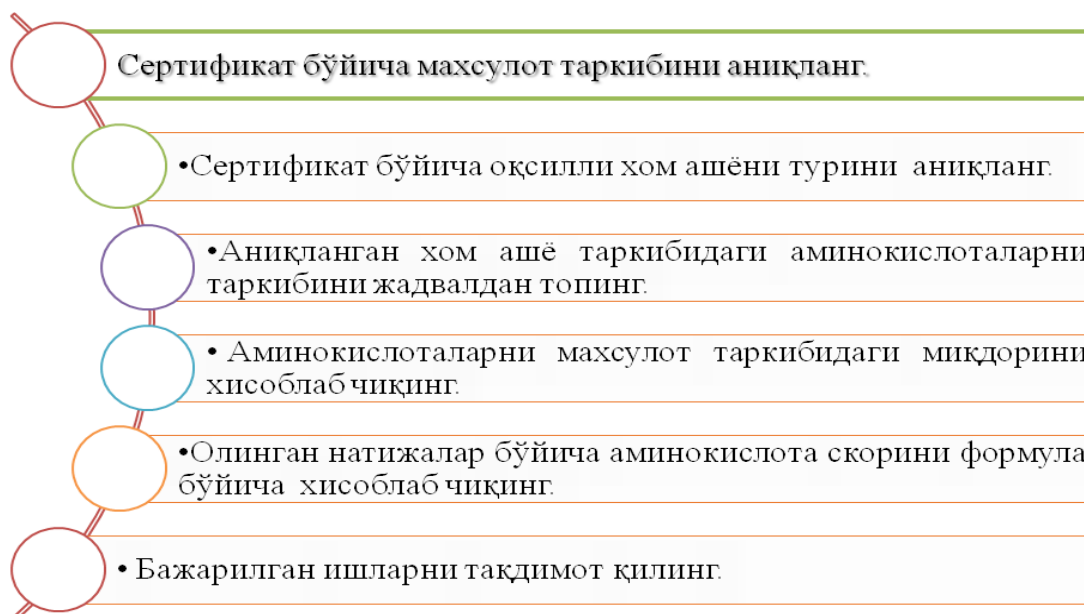 Сертификат бўйича махсулот таркибини аниқланг.
•Сертификат бўйича оқсилли хом ашёни турини аниқланг.
•Аниқланган хом ашё таркибидаги аминокислоталарни
таркибини жадвалдан топинг.
• Аминокислоталарни махсулот таркибидаги миқдорини
хисоблаб чиқинг.
•Олинган натижалар бўйича аминокислота скорини формула
бўйича хисоблаб чиқинг.
• Бажарилган ишларни тақдимот қилинг.